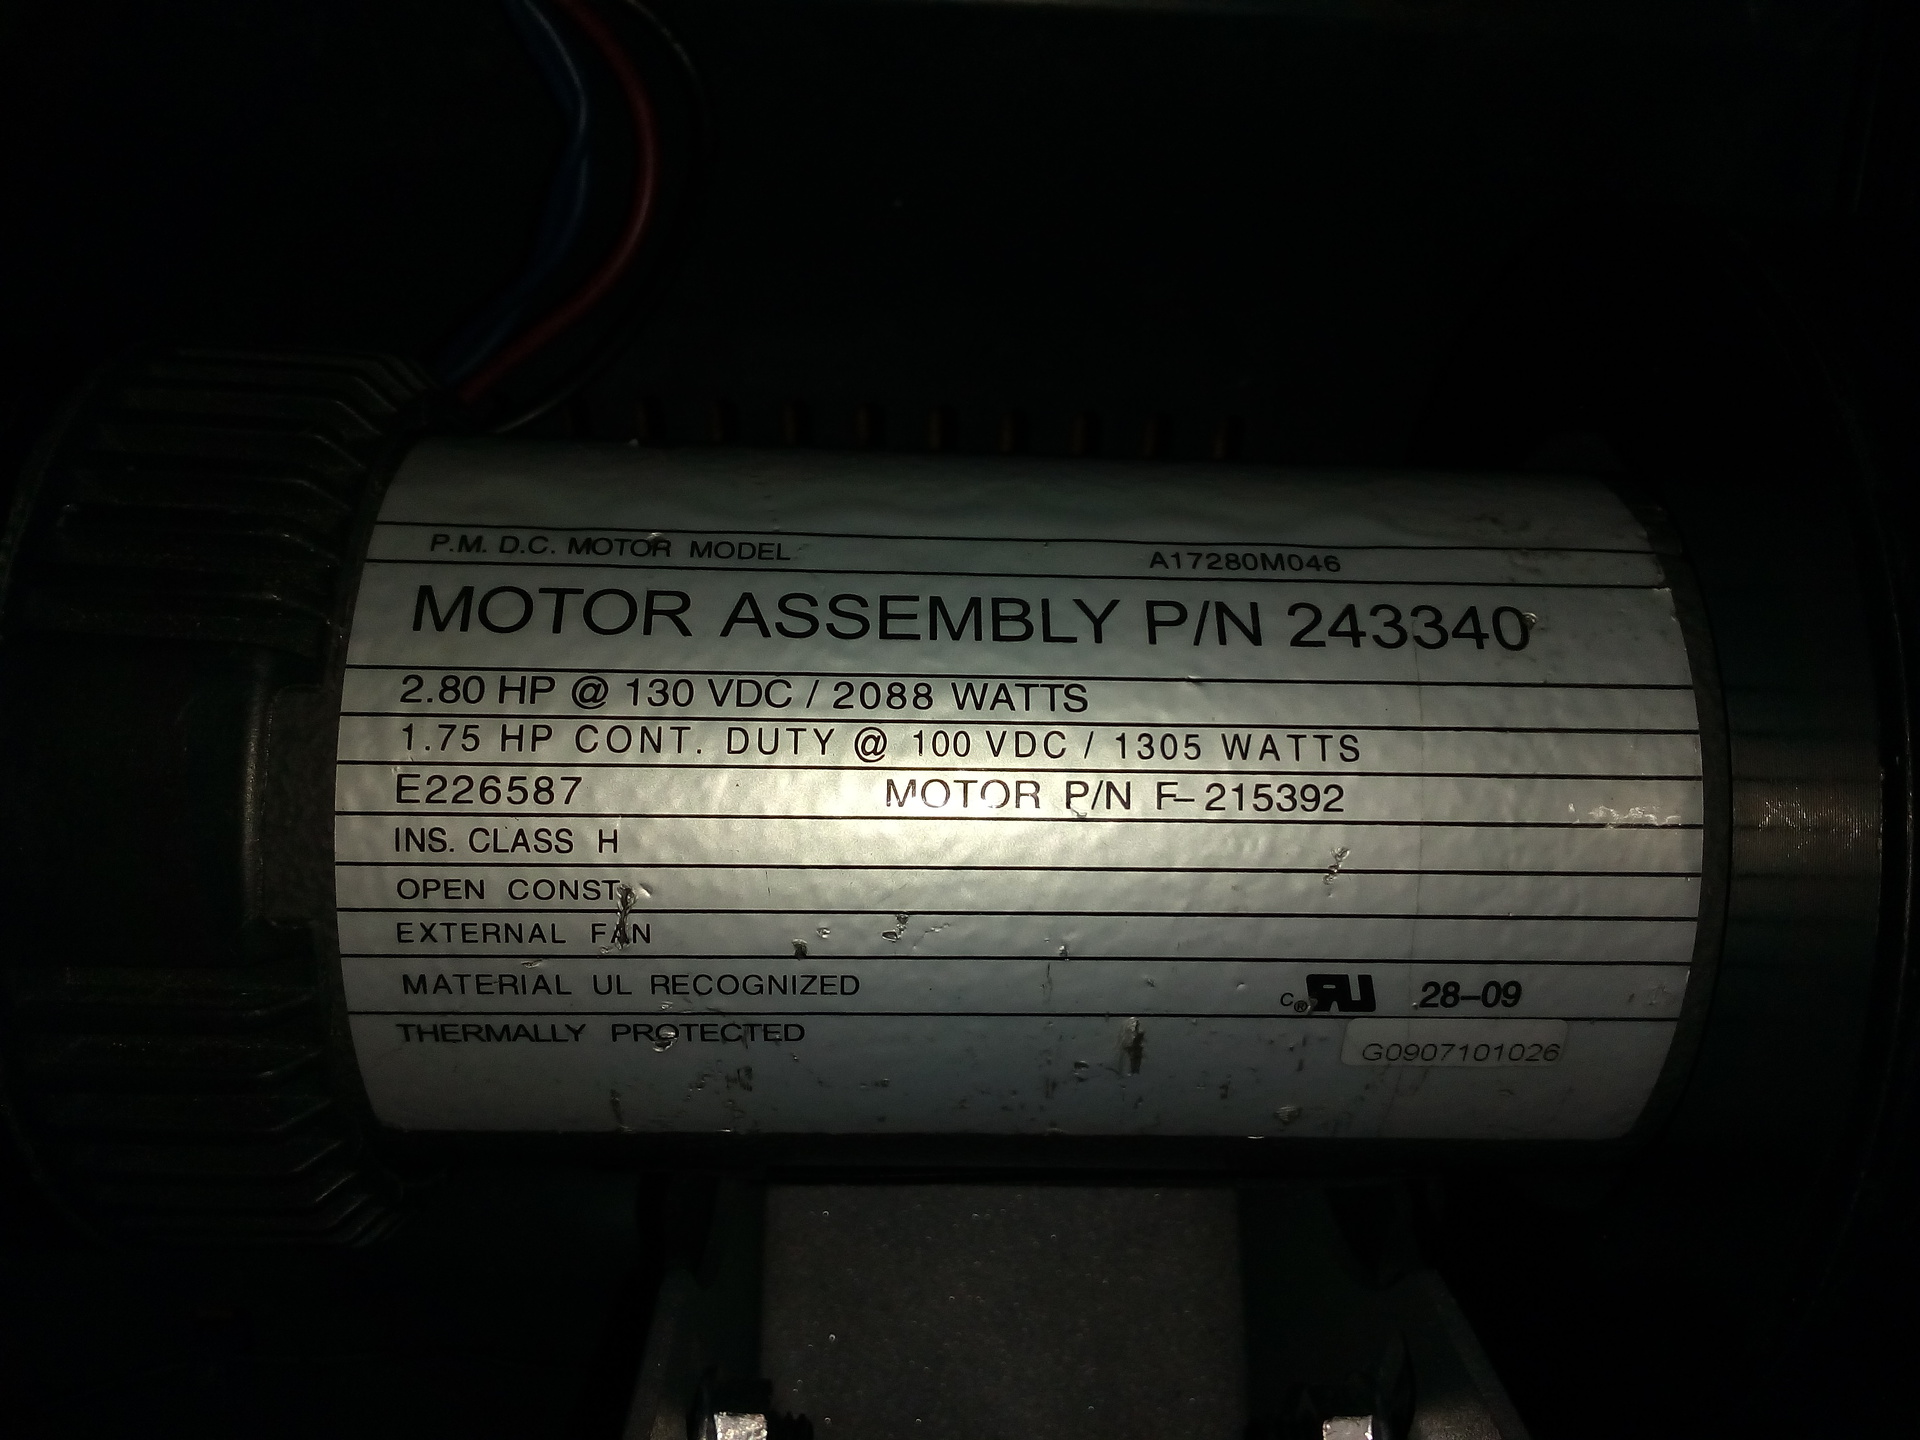 P.M. D.C. MOTOR MODEL A17280M046
MOTOR ASSEMBLY P/N 243340
2.80 HP @ 130 VDC / 2088 WATTS
1.75 HP CONT. DUTY @ 100 VDC / 1305 WATTS
E226587 MOTOR P/N F-215392
INS. CLASS H
OPEN CONST.
EXTERNAL FAN
MATERIAL UL RECOGNIZED c®RU 28-09
THERMALLY PROTECTED G0907101026